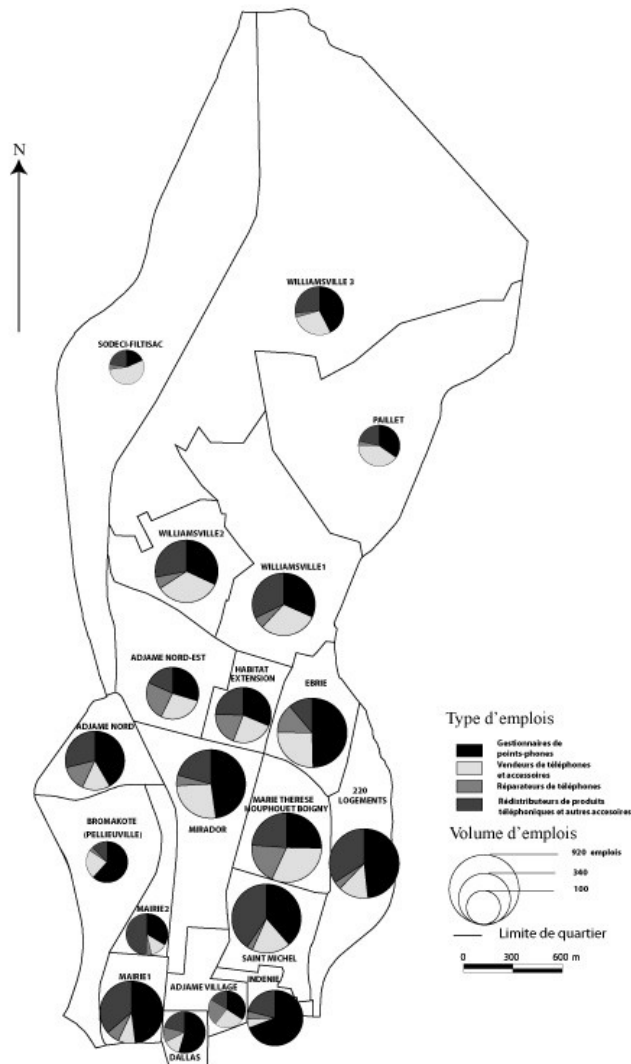 N
WILLIAMSVILLE 3
SODECI-FILTISAC
PAILLET
WILLIAMSVILLE2
WILLIAMSVILLE1
ADJAME NORD-EST
HABITAT
EXTENSION
EBRIE
ADJAME NORD
MIRADOR
MARIE THERESE
HOUPHOUET BOIGNY
220
LOGEMENTS
BROMAKOTE
(PELLIEUVILLE)
MAIRIE2
SAINT MICHEL
MAIRIE1
ADJAME VILLAGE
INDENIE
DALLAS
Type d'emplois
Gestionnaires de
points-phones
Vendeurs de téléphones
et accessoires
Réparateurs de téléphones
Rédistributeurs de produits
téléphoniques et autres accesoires
Volume d'emplois
920 emplois
340
100
Limite de quartier
0 300 600 m